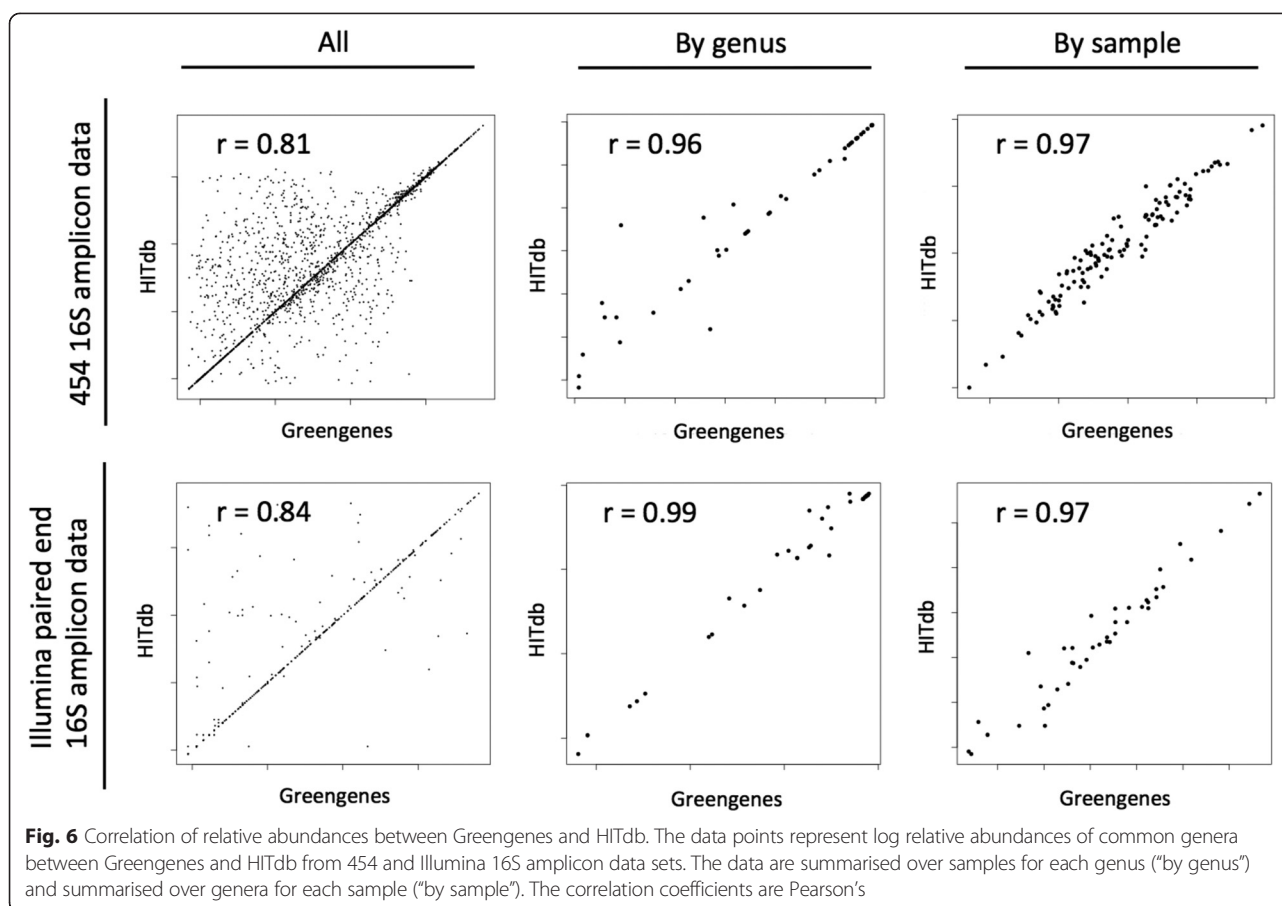 All
By genus
By sample
454 16S amplicon data
r = 0.81
HITdb
Greengenes
r = 0.96
HITdb
Greengenes
r = 0.97
HITdb
Greengenes
Illumina paired end
16S amplicon data
r = 0.84
HITdb
Greengenes
r = 0.99
HITdb
Greengenes
r = 0.97
HITdb
Greengenes
Fig. 6 Correlation of relative abundances between Greengenes and HITdb. The data points represent log relative abundances of common genera
between Greengenes and HITdb from 454 and Illumina 16S amplicon data sets. The data are summarised over samples for each genus (“by genus”)
and summarised over genera for each sample (“by sample”). The correlation coefficients are Pearson’s